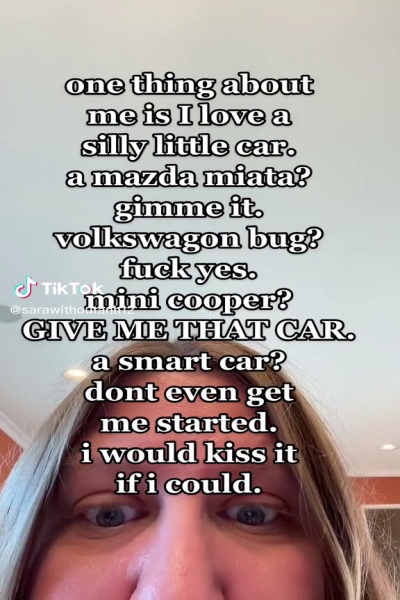 one thing about
me is I love a
silly little car.
a mazda miata?
gimme it.
volkswagon bug?
fuck yes.
TikTok
mini cooper?
GIVE ME THAT CAR.
a smart car?
dont even get
me started.
i would kiss it
if i could.